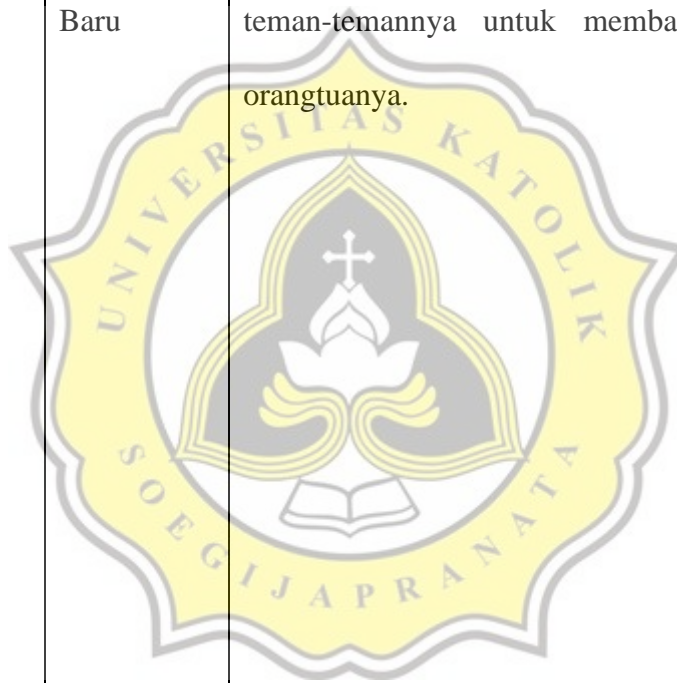 Baru teman-temannya untuk memba
orangtuanya.
UNIVERSITAS KATOLIK
SOEGIJAPRANATA